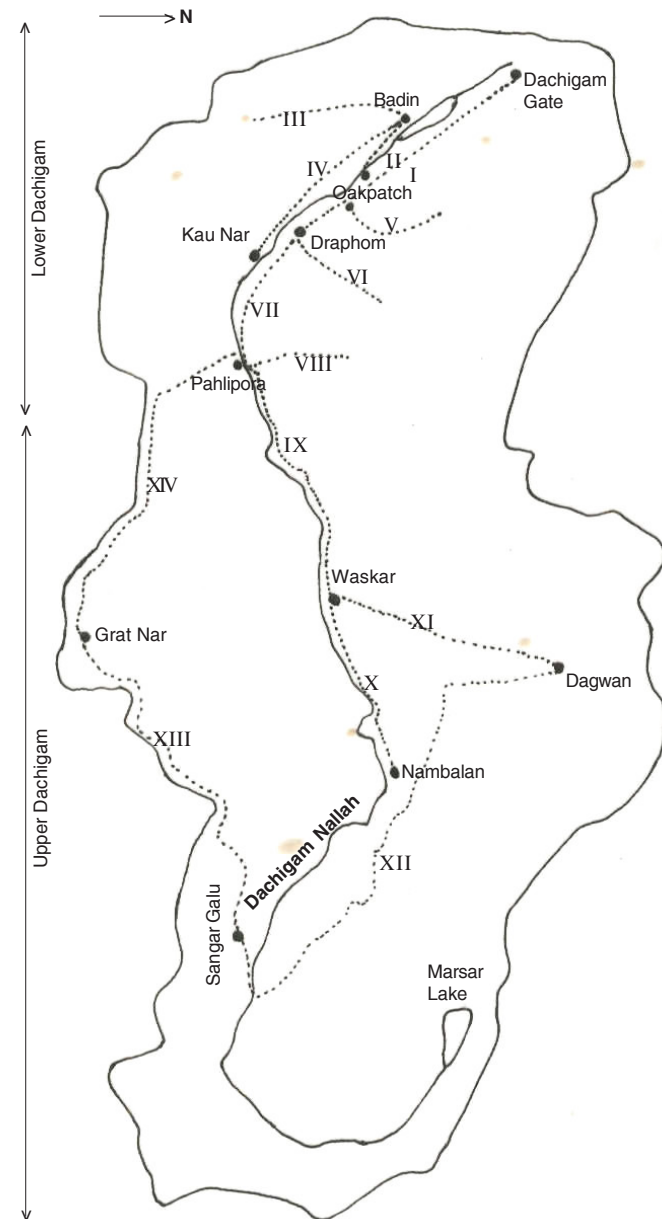 N
Dachigam
Gate
Badin
III
IV
II
I
Oakpatch
V
Kau Nar
Draphom
VI
VII
VIII
Pahlipora
Lower Dachigam
IX
XIV
Waskar
XI
Grat Nar
Dagwan
X
XIII
Nambalan
Dachigam Nallah
XII
Upper Dachigam
Sangar Galu
Marsar
Lake